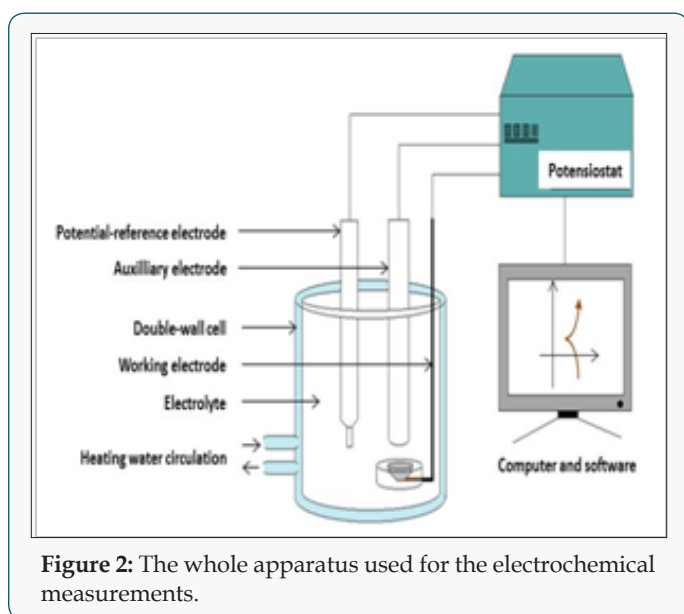 Potensiostat
Potential-reference electrode
Auxilliary electrode
Double-wall cell
Working electrode
Electrolyte
Heating water circulation
Computer and software
Figure 2: The whole apparatus used for the electrochemical
measurements.